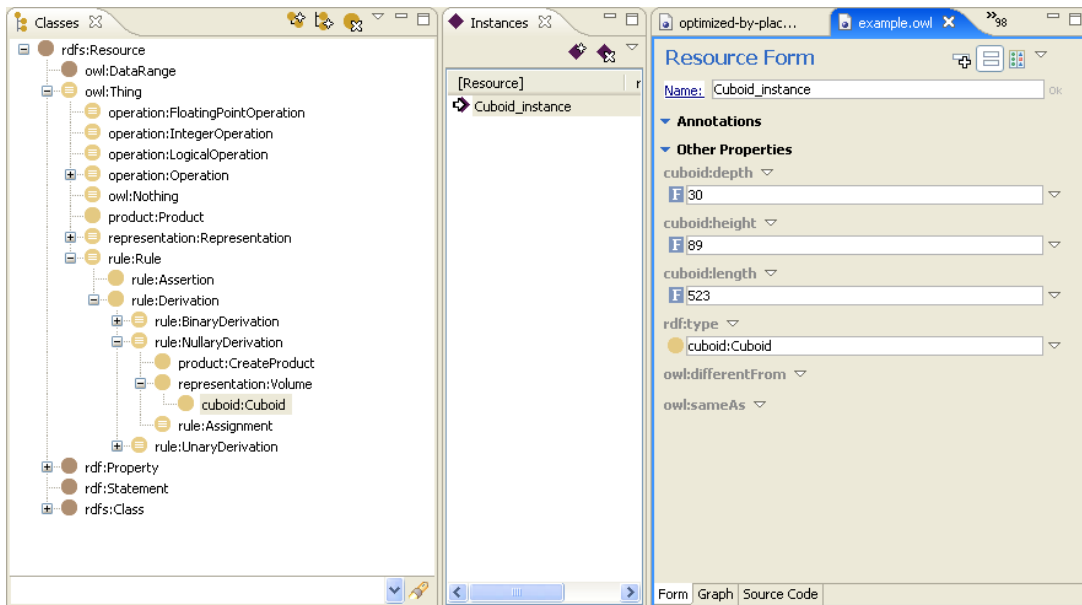 Classes
rdfs:Resource
owl:DataRange
owl:Thing
operation:FloatingPointOperation
operation:IntegerOperation
operation:LogicalOperation
operation:Operation
owl:Nothing
product:Product
representation:Representation
rule:Rule
rule:Assertion
rule:Derivation
rule:BinaryDerivation
rule:NullaryDerivation
product:CreateProduct
representation:Volume
cuboid:Cuboid
rule:Assignment
rule:UnaryDerivation
rdf:Property
rdf:Statement
rdfs:Class
Instances
[Resource] r
Cuboid_instance
optimized-by-plac... example.owl »98
Resource Form
Name: Cuboid_instance Ok
Annotations
Other Properties
cuboid:depth
F 30
cuboid:height
F 89
cuboid:length
F 523
rdf:type
cuboid:Cuboid
owl:differentFrom
owl:sameAs
Form Graph Source Code